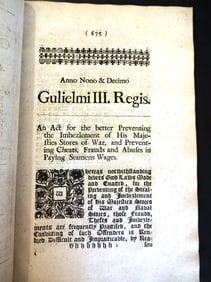 ( 675 )
Anno Nono & Decimo
Gulielmi III. Regis.
An Act for the better Preventing
the Imbezlement of His Maje-
sties Stores of War, and Prevent-
ing Cheats, Frauds and Abuses in
Paying Seamens Wages.
Whereas notwithstanding
divers Good Laws Made
and Enacted, for the
Preventing of the Steal-
ing and Imbezlement
of His Majesties Stores
of War and Naval
Stores, those Frauds,
Thefts and Imbezle-
ments are frequently Practised, and the
Convicting of such Offenders is Ren-
dred Difficult and Impracticable, by Rea-
son